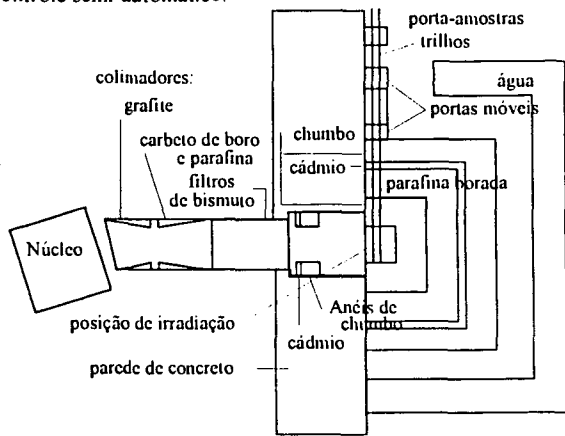 controle semi-automático.
porta-amostras
trilhos
água
colimadores:
grafite
portas móveis
chumbo
carbeto de boro
e parafina
cádmio
filtros
de bismuto
parafina borada
Núcleo
posição de irradiação
Anéis de
chumbo
cádmio
parede de concreto